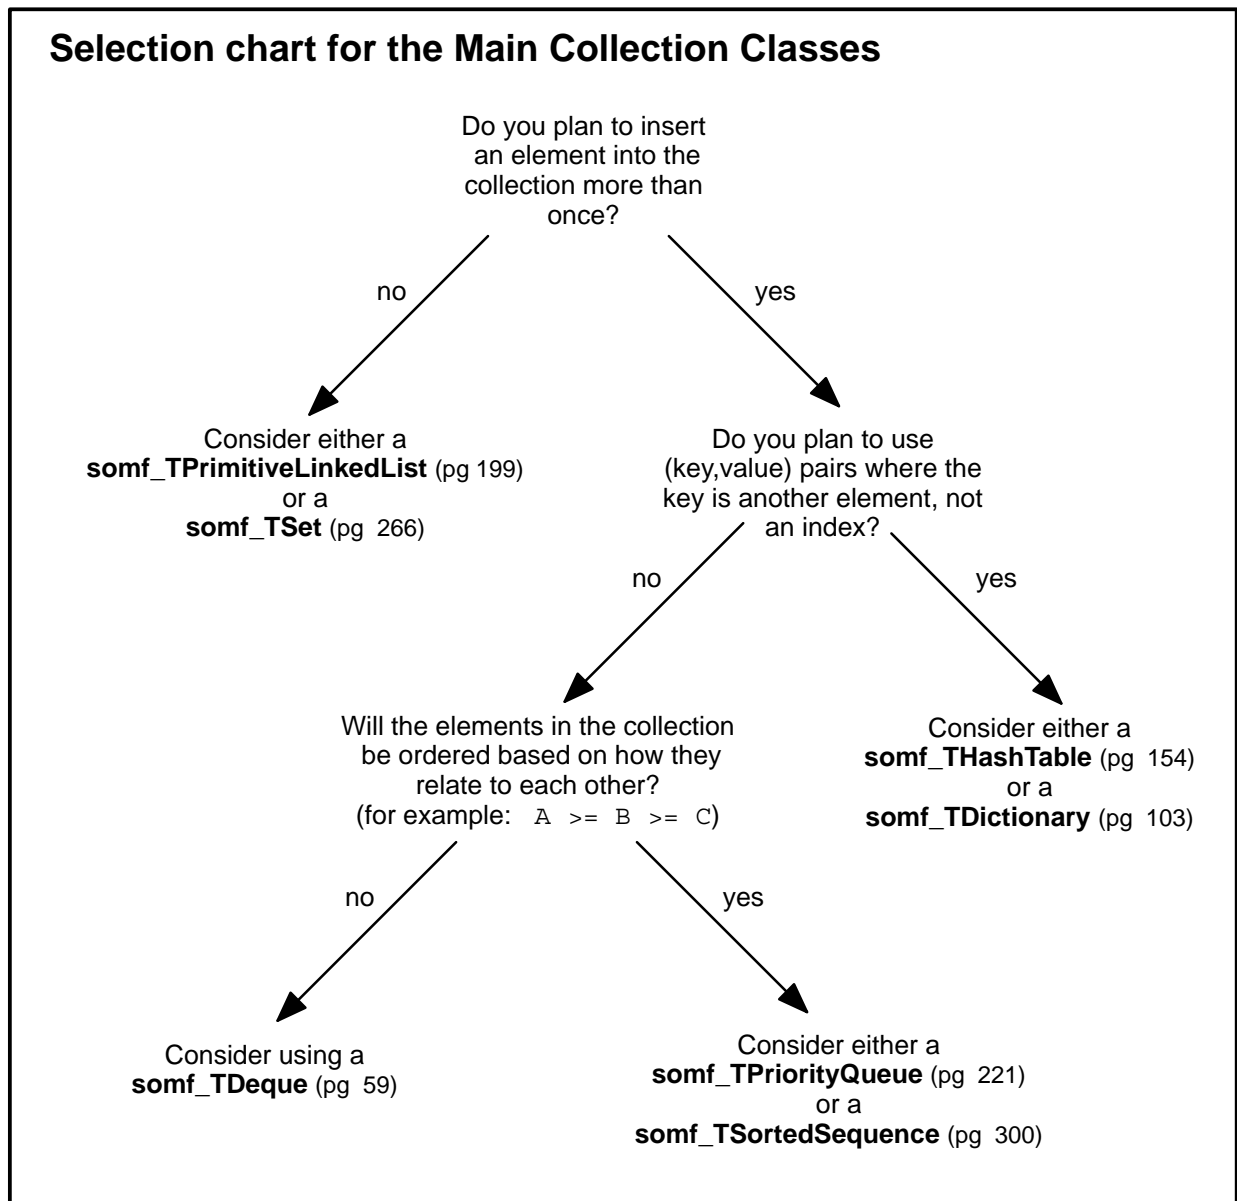 Selection chart for the Main Collection Classes
Do you plan to insert
an element into the
collection more than
once?
no
yes
Consider either a
somf_TPrimitiveLinkedList (pg 199)
or a
somf_TSet (pg 266)
Do you plan to use
(key,value) pairs where the
key is another element, not
an index?
no
yes
Will the elements in the collection
be ordered based on how they
relate to each other?
(for example: A >= B >= C)
Consider either a
somf_THashTable (pg 154)
or a
somf_TDictionary (pg 103)
no
yes
Consider using a
somf_TDeque (pg 59)
Consider either a
somf_TPriorityQueue (pg 221)
or a
somf_TSortedSequence (pg 300)